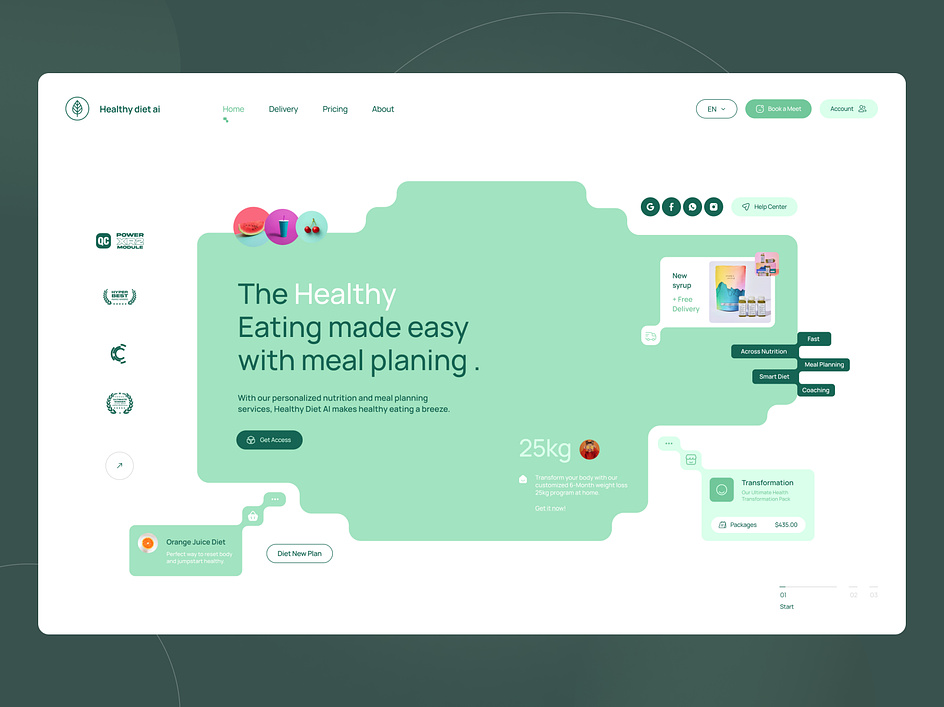 Healthy diet ai
Home
Delivery
Pricing
About
EN
Book a Meet
Account
Help Center
QC
POWER
MODULE
HYPER
BEST
The Healthy
Eating made easy
with meal planing .
With our personalized nutrition and meal planning
services, Healthy Diet AI makes healthy eating a breeze.
Get Access
New
syrup
+ Free
Delivery
Fast
Across Nutrition
Meal Planning
Smart Diet
Coaching
25kg
Transform your body with our
customized 6-Month weight loss
25kg program at home.
Get it now!
Transformation
Our Ultimate Health
Transformation Pack
Packages
$435.00
Orange Juice Diet
Perfect way to reset body
and jumpstart healthy
Diet New Plan
01
02
03
Start